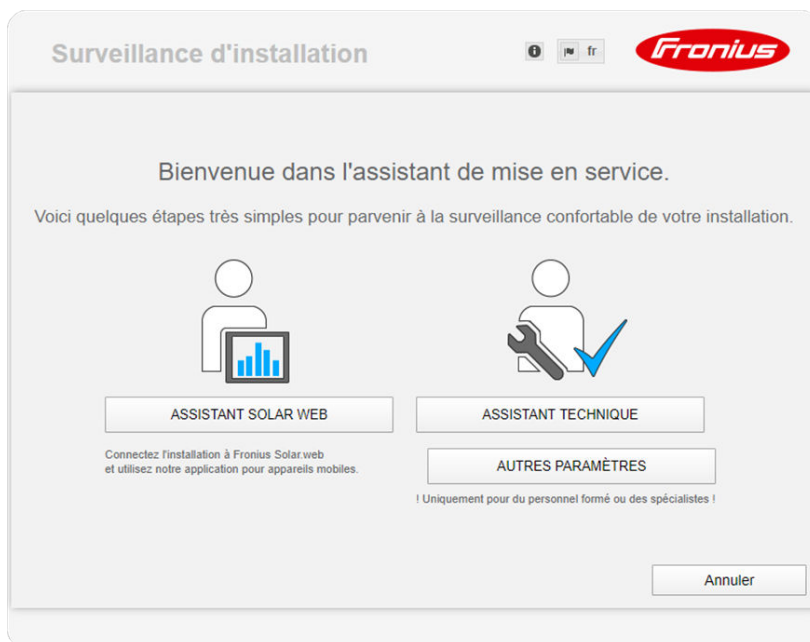 Surveillance d'installation
fr
Fronius
Bienvenue dans l'assistant de mise en service.
Voici quelques étapes très simples pour parvenir à la surveillance confortable de votre installation.
ASSISTANT SOLAR WEB
Connectez l'installation à Fronius Solar.web
et utilisez notre application pour appareils mobiles.
ASSISTANT TECHNIQUE
AUTRES PARAMÈTRES
! Uniquement pour du personnel formé ou des spécialistes !
Annuler